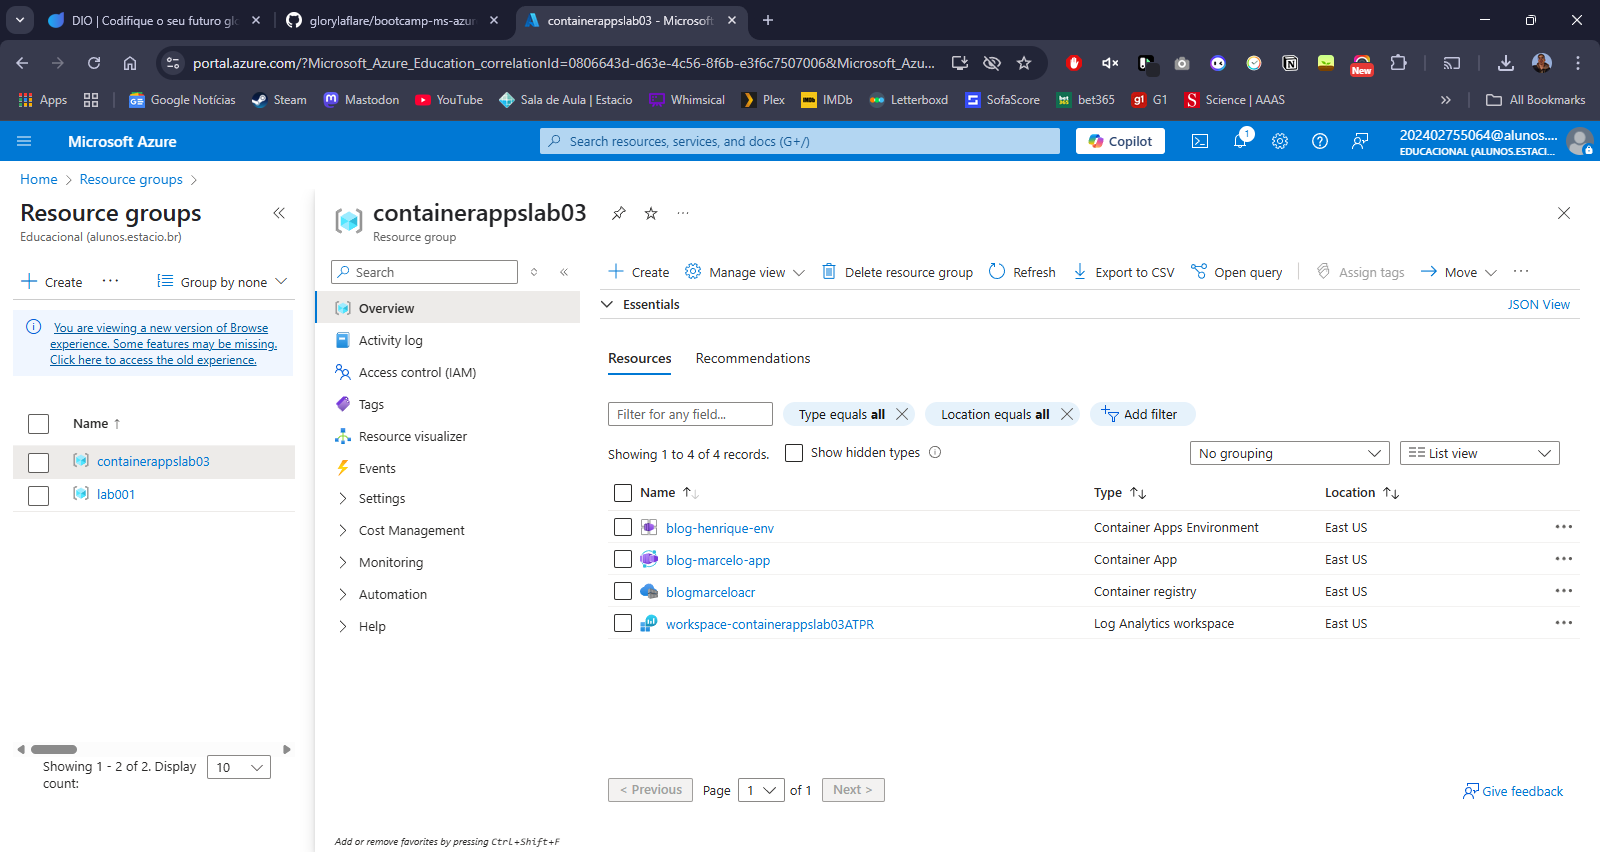 DIO | Codifique o seu futuro glo
glorylaflare/bootcamp-ms-azur
containerappslab03 - Microsoft
portal.azure.com/?Microsoft_Azure_Education_correlationId=0806643d-d63e-4c56-8f6b-e3f6c7507006&Microsoft_Azu...
New
Apps
Google Notícias
Steam
Mastodon
YouTube
Sala de Aula | Estacio
Whimsical
Plex
IMDb
Letterboxd
SofaScore
bet365
G1
Science | AAAS
All Bookmarks
Microsoft Azure
Search resources, services, and docs (G+/)
Copilot
1
202402755064@alunos....
EDUCACIONAL (ALUNOS.ESTACI...
Home > Resource groups >
Resource groups
Educacional (alunos.estacio.br)
Create
Group by none
You are viewing a new version of Browse
experience. Some features may be missing.
Click here to access the old experience.
Name ↑
containerappslab03
lab001
Showing 1 - 2 of 2. Display
count:
10
containerappslab03
Resource group
Search
Overview
Activity log
Access control (IAM)
Tags
Resource visualizer
Events
Settings
Cost Management
Monitoring
Automation
Help
Add or remove favorites by pressing Ctrl+Shift+F
Create
Manage view
Delete resource group
Refresh
Export to CSV
Open query
Assign tags
Move
Essentials
JSON View
Resources
Recommendations
Filter for any field...
Type equals all
Location equals all
Add filter
Showing 1 to 4 of 4 records.
Show hidden types
No grouping
List view
Name ↑↓
Type ↑↓
Location ↑↓
blog-henrique-env
Container Apps Environment
East US
blog-marcelo-app
Container App
East US
blogmarceloacr
Container registry
East US
workspace-containerappslab03ATPR
Log Analytics workspace
East US
< Previous
Page
1
of 1
Next >
Give feedback